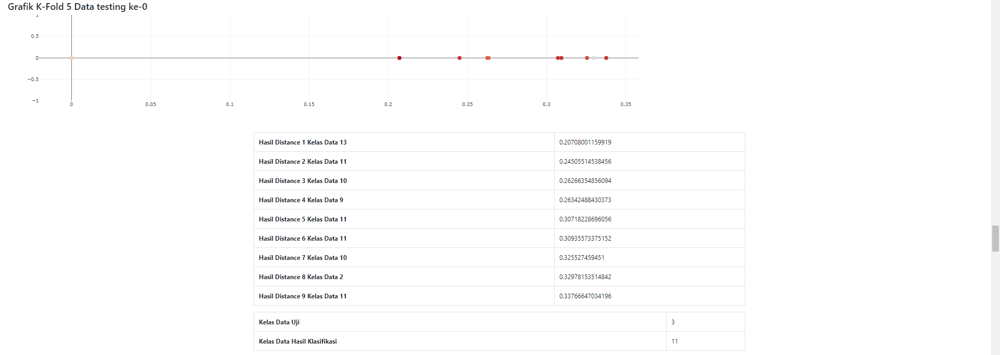 Grafik K-Fold 5 Data testing ke-0
1
0.5
0
−0.5
−1
0 0.05 0.1 0.15 0.2 0.25 0.3 0.35
Hasil Distance 1 Kelas Data 13 0.20708001159919
Hasil Distance 2 Kelas Data 11 0.24505514538456
Hasil Distance 3 Kelas Data 10 0.26266354856094
Hasil Distance 4 Kelas Data 9 0.26342488430373
Hasil Distance 5 Kelas Data 11 0.30718228696056
Hasil Distance 6 Kelas Data 11 0.30935573375152
Hasil Distance 7 Kelas Data 10 0.325527459451
Hasil Distance 8 Kelas Data 2 0.32978153514842
Hasil Distance 9 Kelas Data 11 0.33766647034196
Kelas Data Uji 3
Kelas Data Hasil Klasifikasi 11